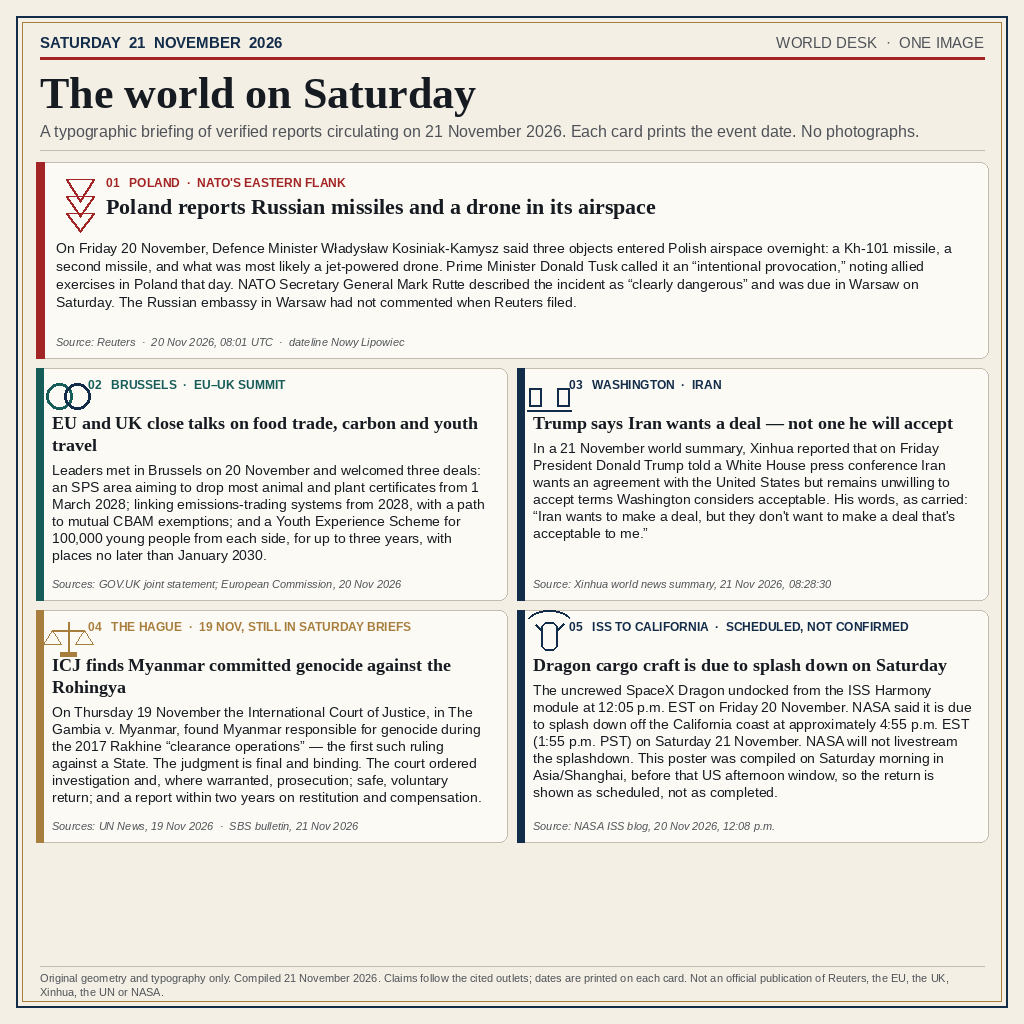 SATURDAY 21 NOVEMBER 2026
WORLD DESK · ONE IMAGE
The world on Saturday
A typographic briefing of verified reports circulating on 21 November 2026. Each card prints the event date. No photographs.
01 POLAND · NATO'S EASTERN FLANK
Poland reports Russian missiles and a drone in its airspace
On Friday 20 November, Defence Minister Władysław Kosiniak-Kamysz said three objects entered Polish airspace overnight: a Kh-101 missile, a
second missile, and what was most likely a jet-powered drone. Prime Minister Donald Tusk called it an “intentional provocation,” noting allied
exercises in Poland that day. NATO Secretary General Mark Rutte described the incident as “clearly dangerous” and was due in Warsaw on
Saturday. The Russian embassy in Warsaw had not commented when Reuters filed.
Source: Reuters · 20 Nov 2026, 08:01 UTC · dateline Nowy Lipowiec
02 BRUSSELS · EU–UK SUMMIT
EU and UK close talks on food trade, carbon and youth
travel
Leaders met in Brussels on 20 November and welcomed three deals:
an SPS area aiming to drop most animal and plant certificates from 1
March 2028; linking emissions-trading systems from 2028, with a path
to mutual CBAM exemptions; and a Youth Experience Scheme for
100,000 young people from each side, for up to three years, with
places no later than January 2030.
Sources: GOV.UK joint statement; European Commission, 20 Nov 2026
03 WASHINGTON · IRAN
Trump says Iran wants a deal — not one he will accept
In a 21 November world summary, Xinhua reported that on Friday
President Donald Trump told a White House press conference Iran
wants an agreement with the United States but remains unwilling to
accept terms Washington considers acceptable. His words, as carried:
“Iran wants to make a deal, but they don't want to make a deal that's
acceptable to me.”
Source: Xinhua world news summary, 21 Nov 2026, 08:28:30
04 THE HAGUE · 19 NOV, STILL IN SATURDAY BRIEFS
ICJ finds Myanmar committed genocide against the
Rohingya
On Thursday 19 November the International Court of Justice, in The
Gambia v. Myanmar, found Myanmar responsible for genocide during
the 2017 Rakhine “clearance operations” — the first such ruling
against a State. The judgment is final and binding. The court ordered
investigation and, where warranted, prosecution; safe, voluntary
return; and a report within two years on restitution and compensation.
Sources: UN News, 19 Nov 2026 · SBS bulletin, 21 Nov 2026
05 ISS TO CALIFORNIA · SCHEDULED, NOT CONFIRMED
Dragon cargo craft is due to splash down on Saturday
The uncrewed SpaceX Dragon undocked from the ISS Harmony
module at 12:05 p.m. EST on Friday 20 November. NASA said it is due
to splash down off the California coast at approximately 4:55 p.m. EST
(1:55 p.m. PST) on Saturday 21 November. NASA will not livestream
the splashdown. This poster was compiled on Saturday morning in
Asia/Shanghai, before that US afternoon window, so the return is
shown as scheduled, not as completed.
Source: NASA ISS blog, 20 Nov 2026, 12:08 p.m.
Original geometry and typography only. Compiled 21 November 2026. Claims follow the cited outlets; dates are printed on each card. Not an official publication of Reuters, the EU, the UK,
Xinhua, the UN or NASA.